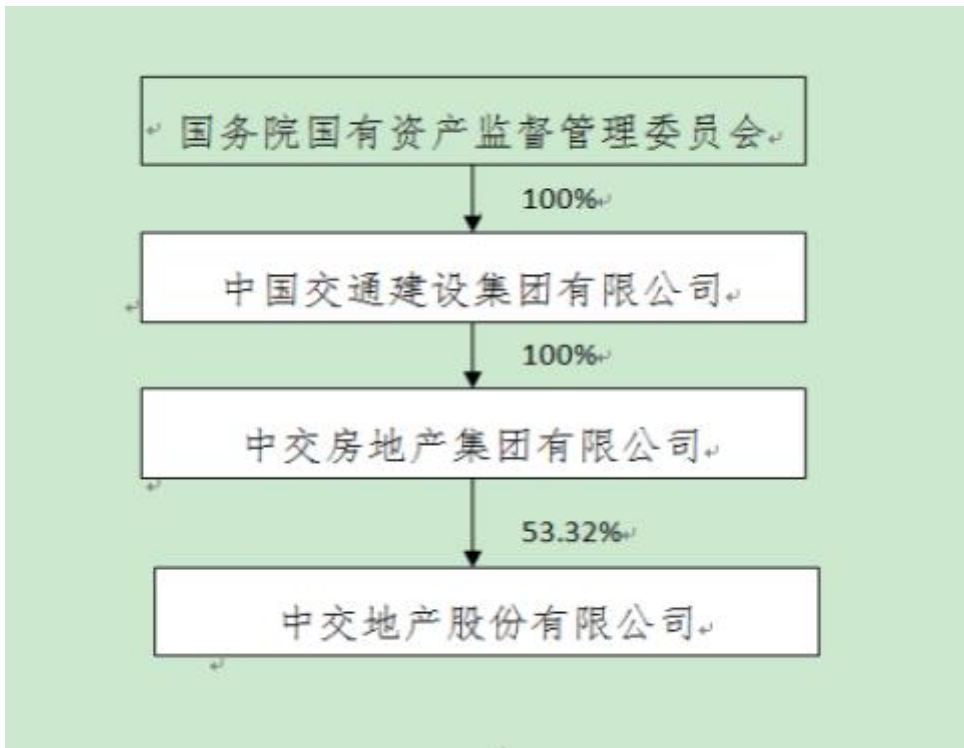 国务院国有资产监督管理委员会
100%
中国交通建设集团有限公司
100%
中交房地产集团有限公司
53.32%
中交地产股份有限公司